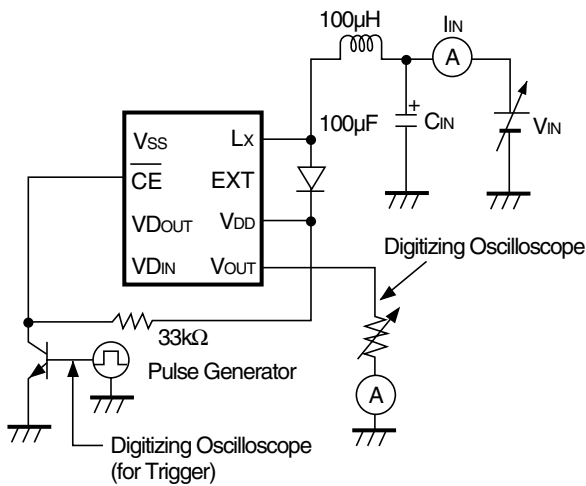 100µH
IIN
A
100µF
+
CIN
VIN
VSS
LX
CE
EXT
VDOUT
VDD
VDIN
VOUT
Digitizing Oscilloscope
33kΩ
Pulse Generator
A
Digitizing Oscilloscope
(for Trigger)